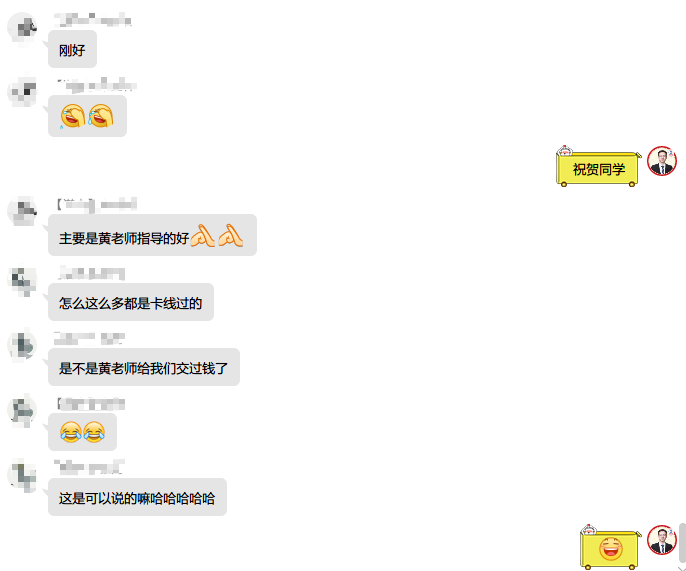 刚好
祝贺同学
主要是黄老师指导的好
怎么这么多都是卡线过的
是不是黄老师给我们交过钱了
这是可以说的嘛哈哈哈哈哈